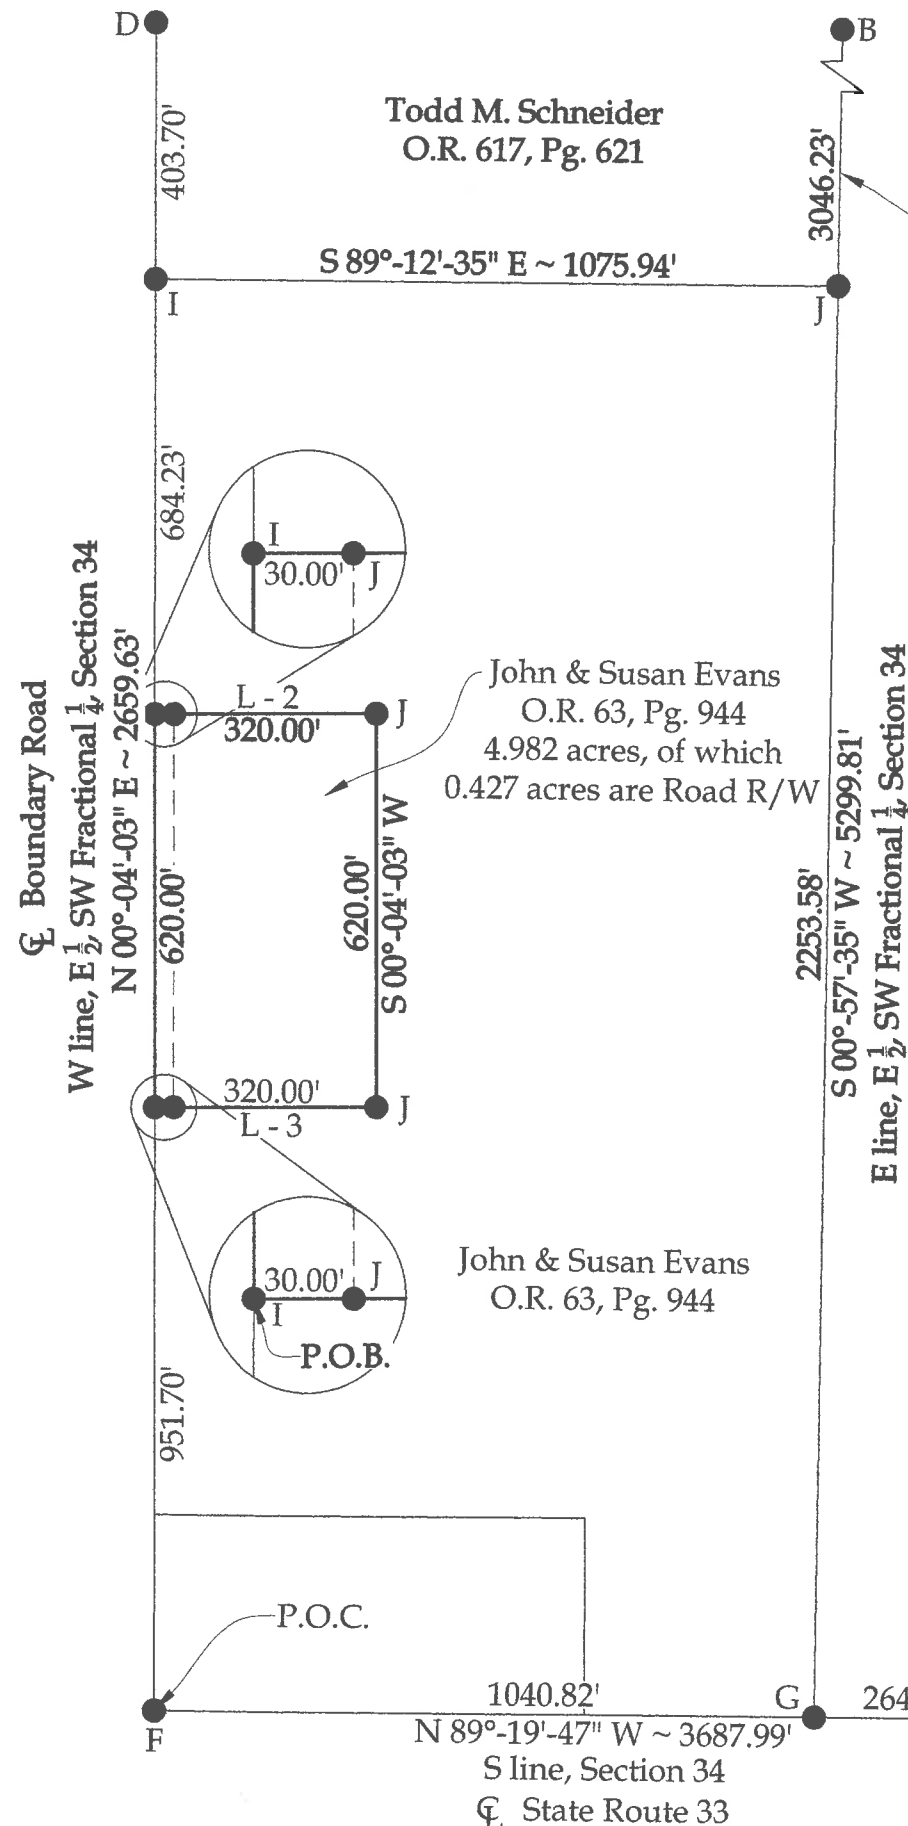 D
B
Todd M. Schneider
O.R. 617, Pg. 621
403.70'
3046.23'
S 89°-12'-35" E ~ 1075.94'
I
J
684.23'
I
30.00'
J
L - 2
320.00'
J
John & Susan Evans
O.R. 63, Pg. 944
4.982 acres, of which
0.427 acres are Road R/W
℄ Boundary Road
W line, E 1/2, SW Fractional 1/4, Section 34
N 00°-04'-03" E ~ 2659.63'
620.00'
620.00'
S 00°-04'-03" W
2253.58'
S 00°-57'-35" W ~ 5299.81'
E line, E 1/2, SW Fractional 1/4, Section 34
320.00'
L - 3
J
30.00'
J
I
P.O.B.
John & Susan Evans
O.R. 63, Pg. 944
951.70'
P.O.C.
F
1040.82'
G
264
N 89°-19'-47" W ~ 3687.99'
S line, Section 34
℄ State Route 33